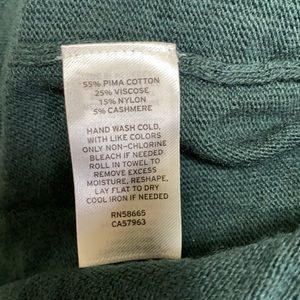 55% PIMA COTTON
25% VISCOSE
15% NYLON
5% CASHMERE
HAND WASH COLD,
WITH LIKE COLORS
ONLY NON-CHLORINE
BLEACH IF NEEDED
ROLL IN TOWEL TO
REMOVE EXCESS
MOISTURE, RESHAPE,
LAY FLAT TO DRY
COOL IRON IF NEEDED
RN58665
CA57963